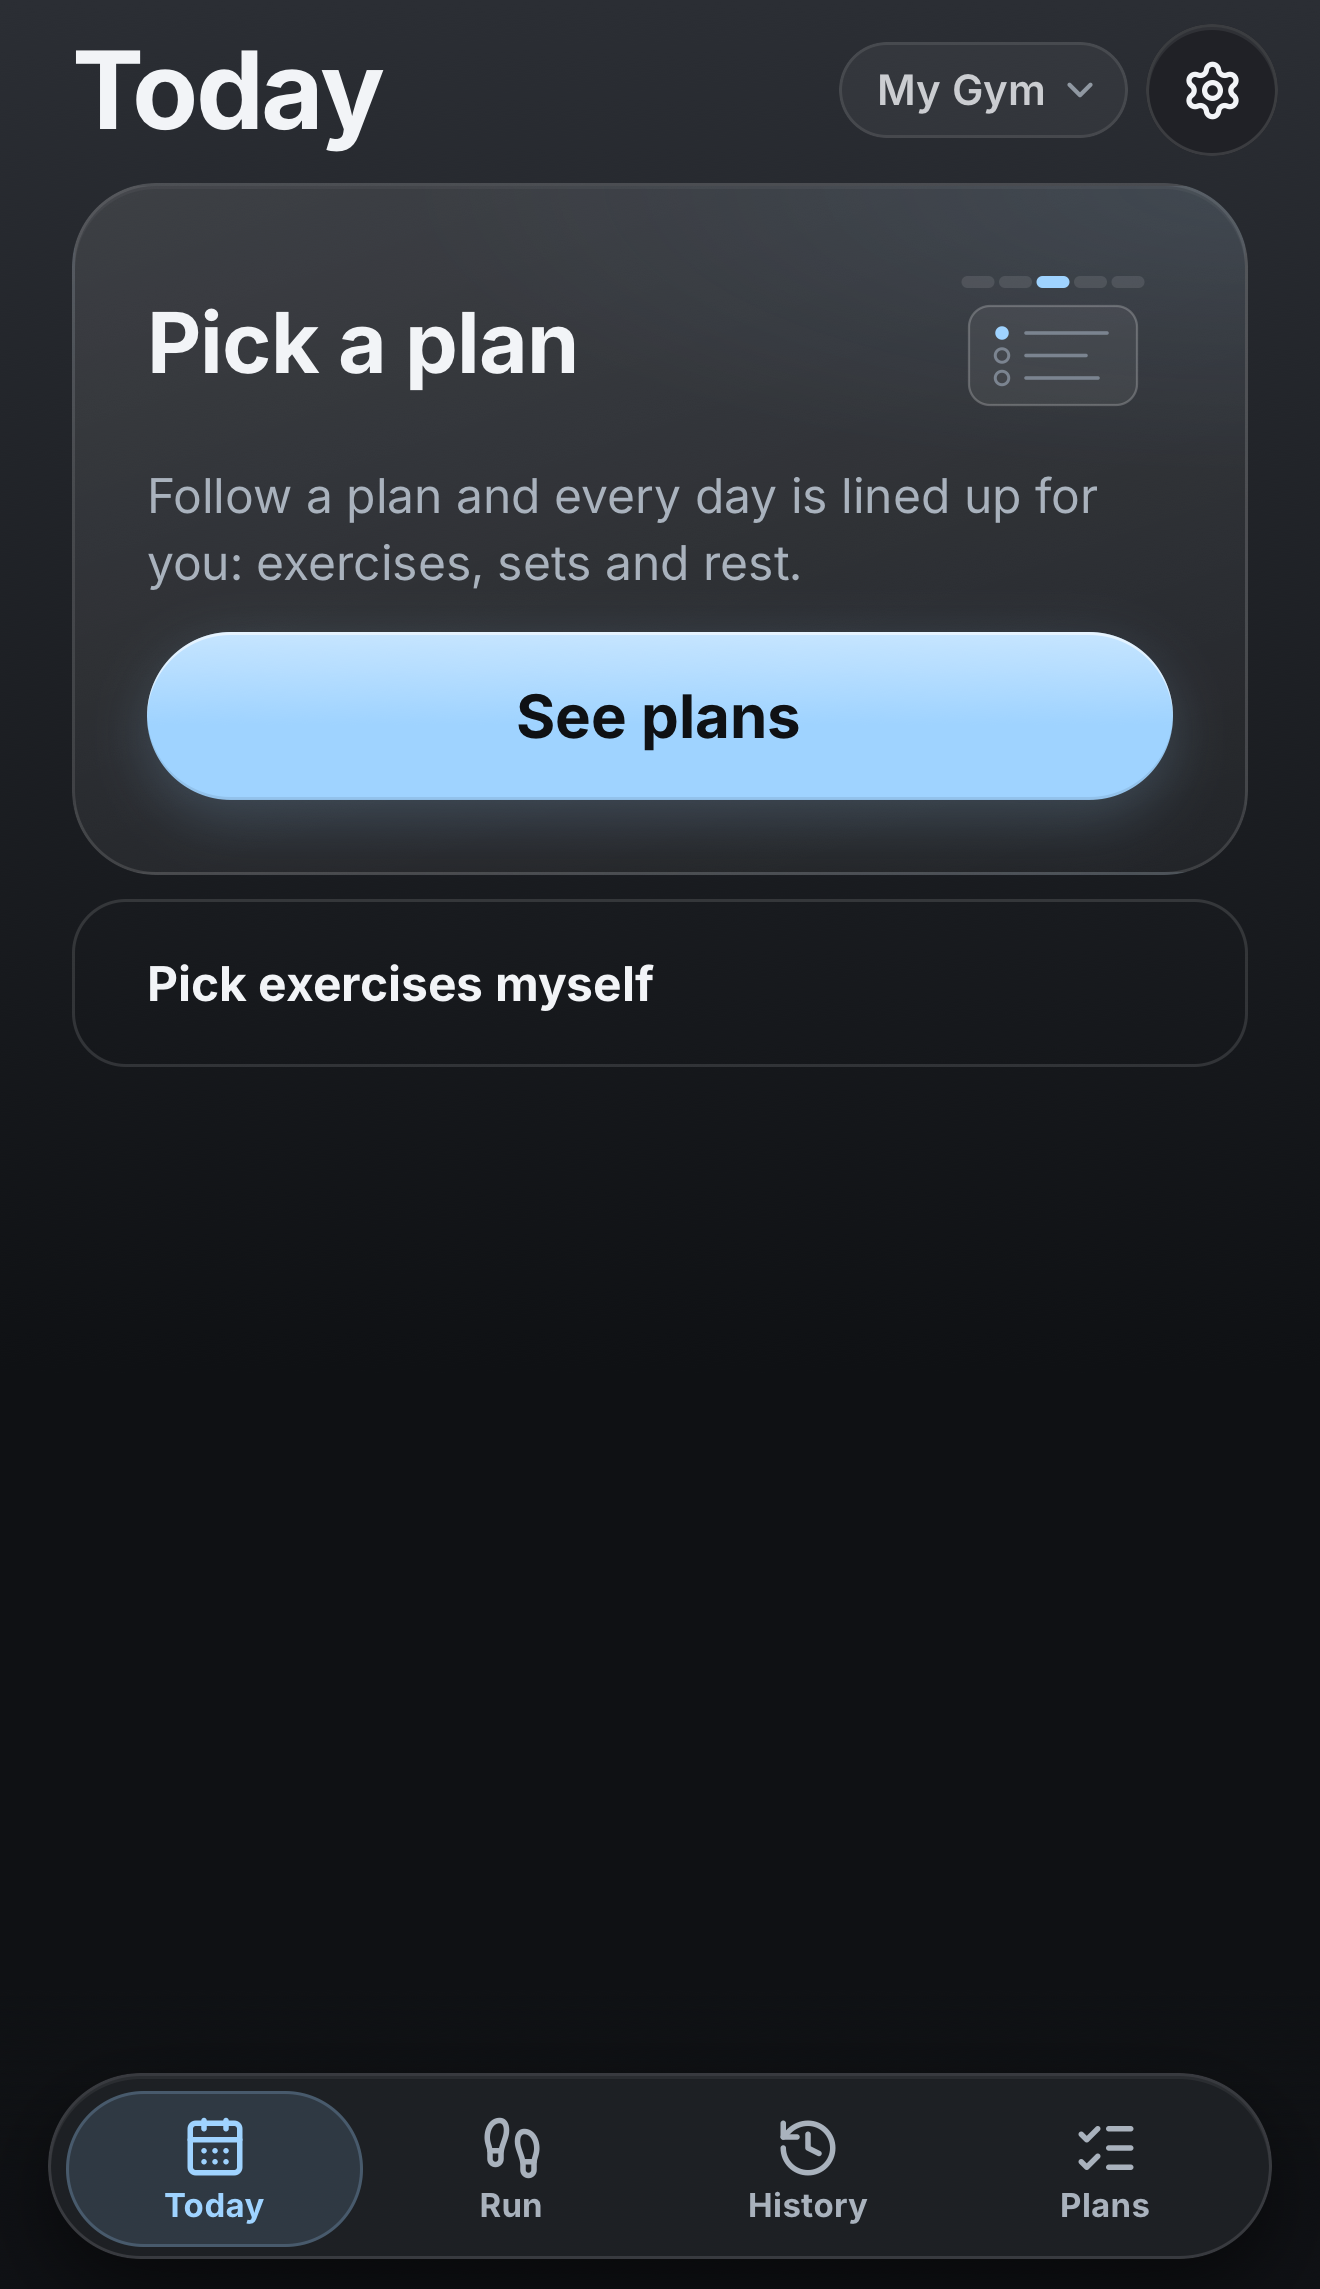 Today
My Gym
Pick a plan
Follow a plan and every day is lined up for
you: exercises, sets and rest.
See plans
Pick exercises myself
Today
Run
History
Plans